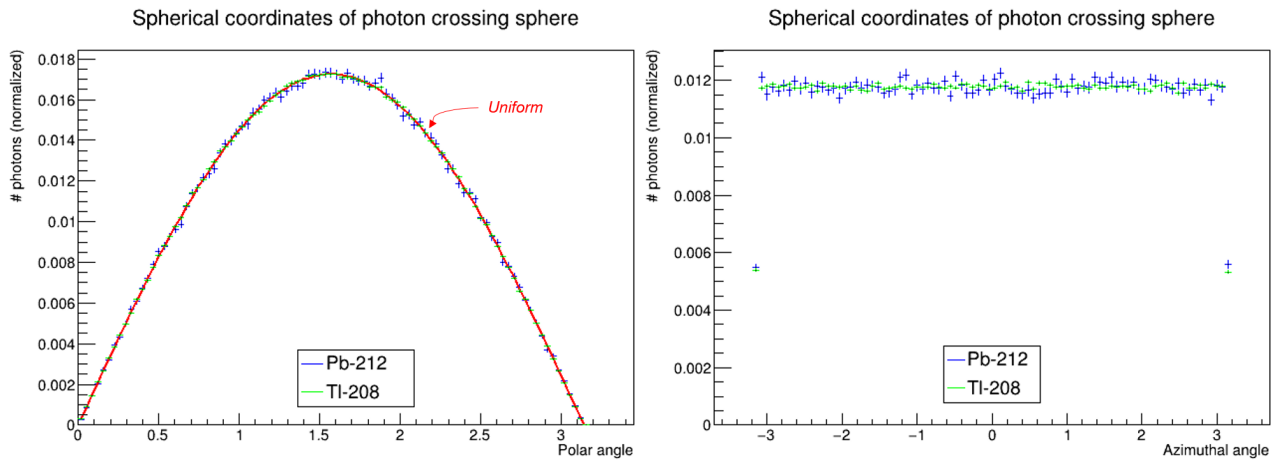 Spherical coordinates of photon crossing sphere
# photons (normalized)
0.018
0.016
0.014
0.012
0.01
0.008
0.006
0.004
0.002
0
Uniform
Pb-212
Tl-208
0 0.5 1 1.5 2 2.5 3
Polar angle
Spherical coordinates of photon crossing sphere
# photons (normalized)
0.012
0.01
0.008
0.006
0.004
0.002
0
Pb-212
Tl-208
−3 −2 −1 0 1 2 3
Azimuthal angle